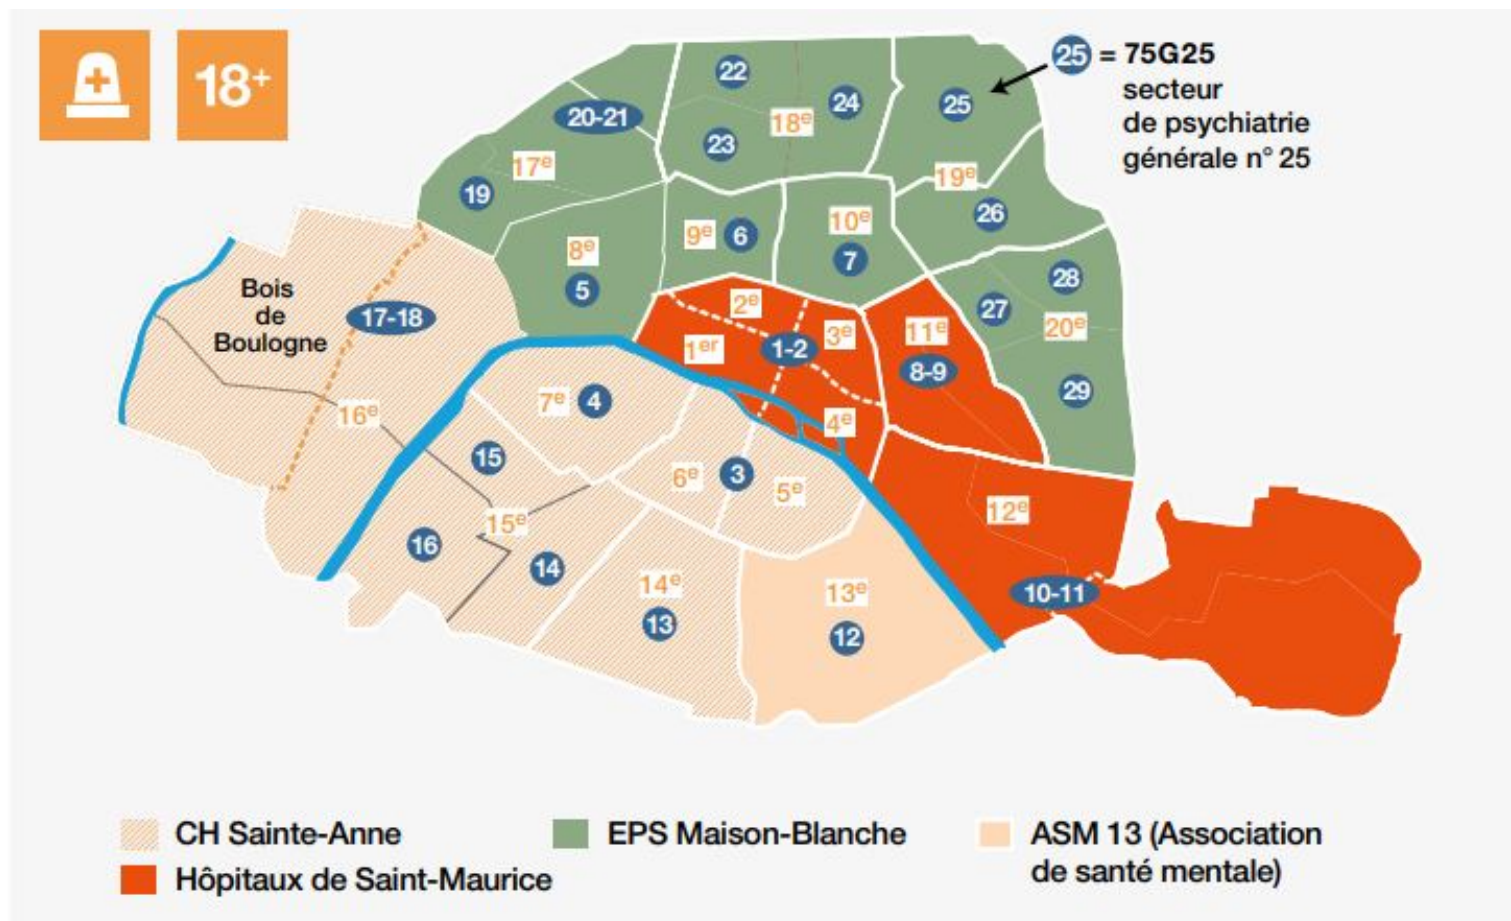 18+
25 = 75G25
secteur
de psychiatrie
générale n° 25
22
24
25
20-21
23
18e
17e
19e
19
26
9e
6
10e
7
8e
5
28
27
20e
29
Bois
de
Boulogne
17-18
2e
3e
1er
1-2
11e
8-9
4e
16e
7e
4
15
6e
3
5e
15e
16
14
12e
14e
13
13e
12
10-11
CH Sainte-Anne
EPS Maison-Blanche
ASM 13 (Association
de santé mentale)
Hôpitaux de Saint-Maurice